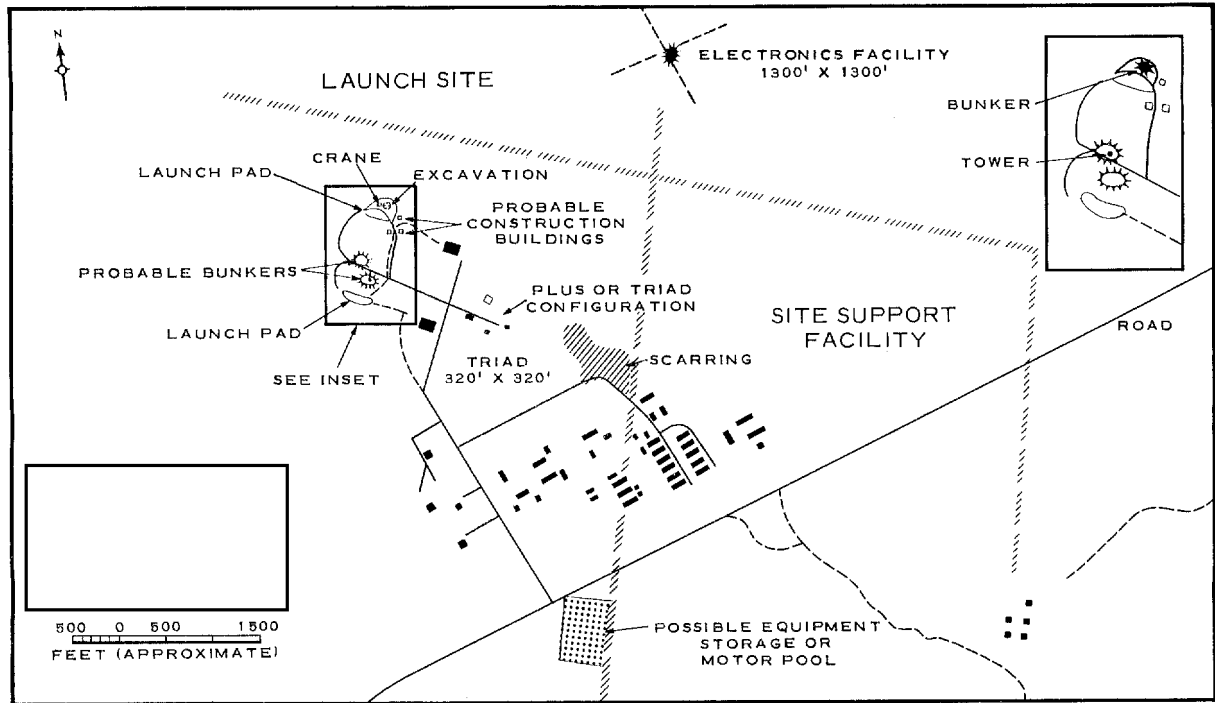 N
LAUNCH SITE
ELECTRONICS FACILITY
1300' X 1300'
BUNKER
TOWER
CRANE
LAUNCH PAD
EXCAVATION
PROBABLE
CONSTRUCTION
BUILDINGS
PROBABLE BUNKERS
PLUS OR TRIAD
CONFIGURATION
LAUNCH PAD
SITE SUPPORT
FACILITY
ROAD
SEE INSET
TRIAD
320' X 320'
SCARRING
500 0 500 1500
FEET (APPROXIMATE)
POSSIBLE EQUIPMENT
STORAGE OR
MOTOR POOL